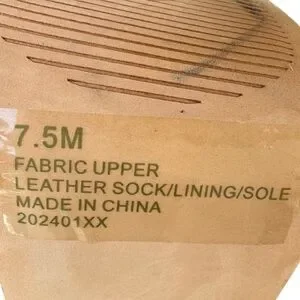 7.5M
FABRIC UPPER
LEATHER SOCK/LINING/SOLE
MADE IN CHINA
202401XX